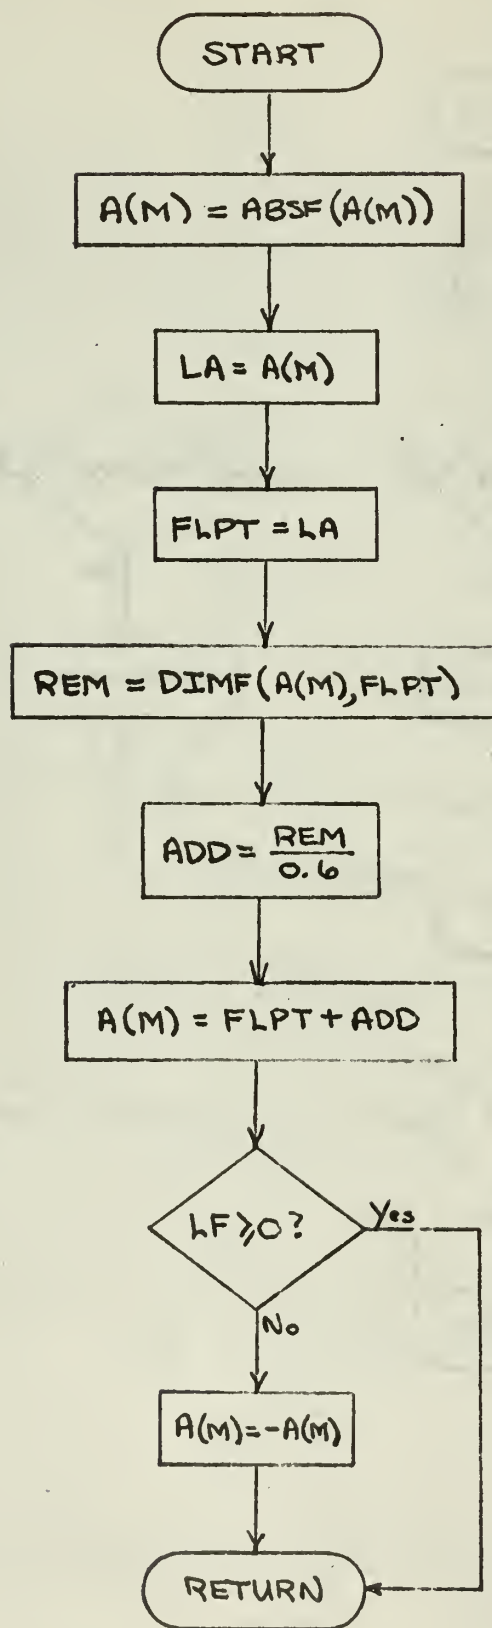 START
A(M) = ABSF(A(M))
LA = A(M)
FLPT = LA
REM = DIMF(A(M),FLPT)
ADD = REM
0.6
A(M) = FLPT + ADD
LF ≥ 0?
Yes
No
A(M) = -A(M)
RETURN